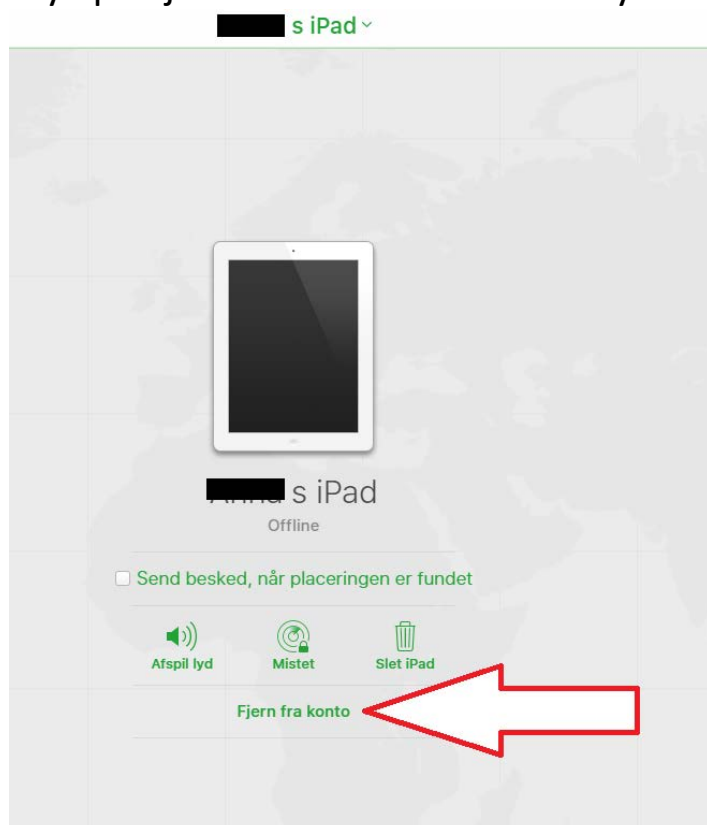 s iPad
s iPad
Offline
Send besked, når placeringen er fundet
Afspil lyd Mistet Slet iPad
Fjern fra konto